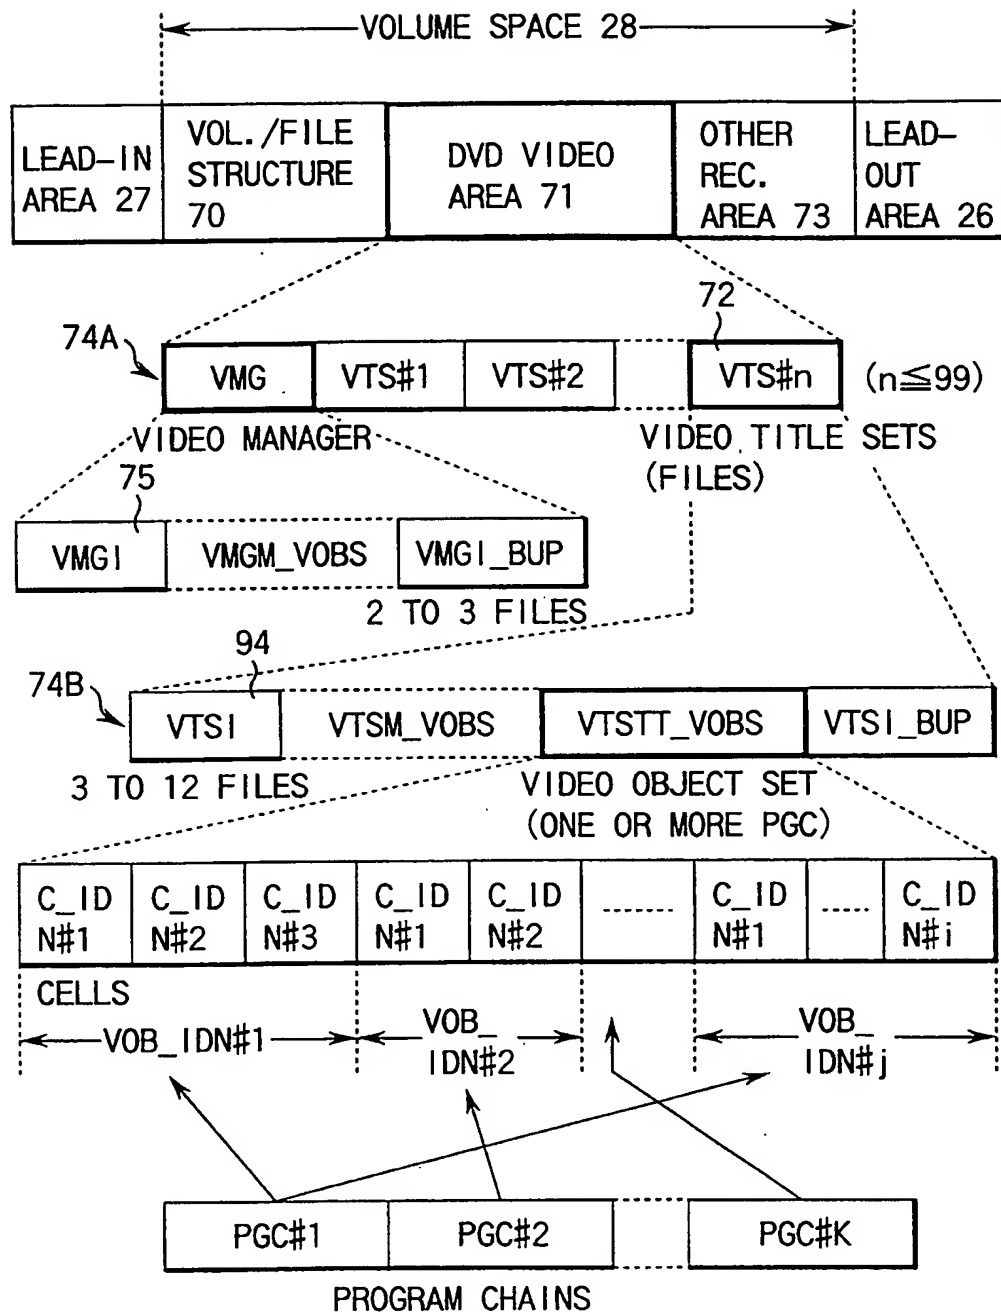 VOLUME SPACE 28
LEAD-IN
AREA 27
VOL./FILE
STRUCTURE
70
DVD VIDEO
AREA 71
OTHER
REC.
AREA 73
LEAD-
OUT
AREA 26
72
74A
VMG
VTS#1
VTS#2
VTS#n
(n≦99)
VIDEO MANAGER
VIDEO TITLE SETS
(FILES)
75
VMGI
VMGM_VOBS
VMGI_BUP
2 TO 3 FILES
94
74B
VTSI
VTSM_VOBS
VTSTT_VOBS
VTSI_BUP
3 TO 12 FILES
VIDEO OBJECT SET
(ONE OR MORE PGC)
C_ID
N#1
C_ID
N#2
C_ID
N#3
C_ID
N#1
C_ID
N#2
C_ID
N#1
C_ID
N#i
CELLS
VOB_IDN#1
VOB_
IDN#2
VOB_
IDN#j
PGC#1
PGC#2
PGC#K
PROGRAM CHAINS